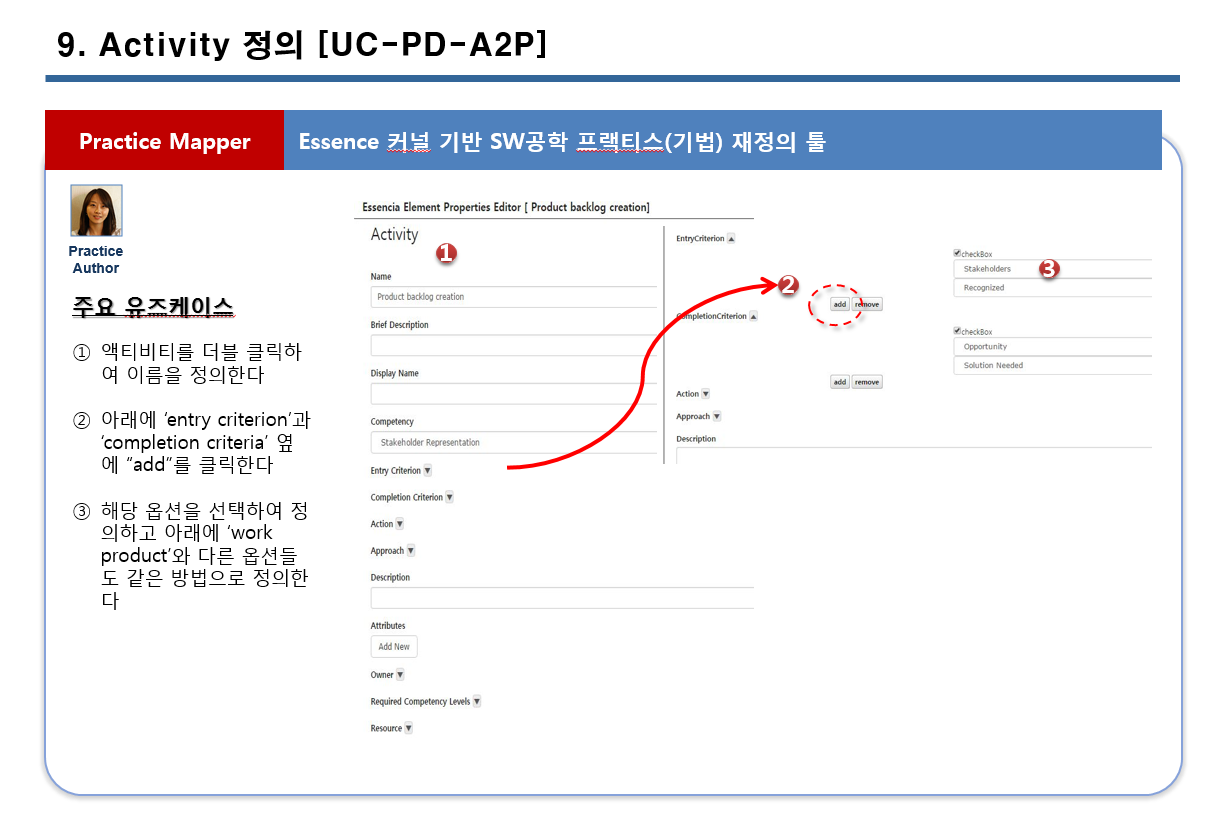 9. Activity 정의 [UC-PD-A2P]
Practice Mapper
Essence 커널 기반 SW공학 프랙티스(기법) 재정의 툴
Practice
Author
주요 유즈케이스
① 액티비티를 더블 클릭하
여 이름을 정의한다
② 아래에 ‘entry criterion’과
‘completion criteria’ 옆
에 “add”를 클릭한다
③ 해당 옵션을 선택하여 정
의하고 아래에 ‘work
product’와 다른 옵션들
도 같은 방법으로 정의한
다
Essencia Element Properties Editor [ Product backlog creation]
Activity
1
Name
Product backlog creation
Brief Description
Display Name
Competency
Stakeholder Representation
Entry Criterion ▼
Completion Criterion ▼
Action ▼
Approach ▼
Description
Attributes
Add New
Owner ▼
Required Competency Levels ▼
Resource ▼
EntryCriterion ▲
2
add remove
CompletionCriterion ▲
add remove
Action ▼
Approach ▼
Description
checkBox
Stakeholders
3
Recognized
checkBox
Opportunity
Solution Needed